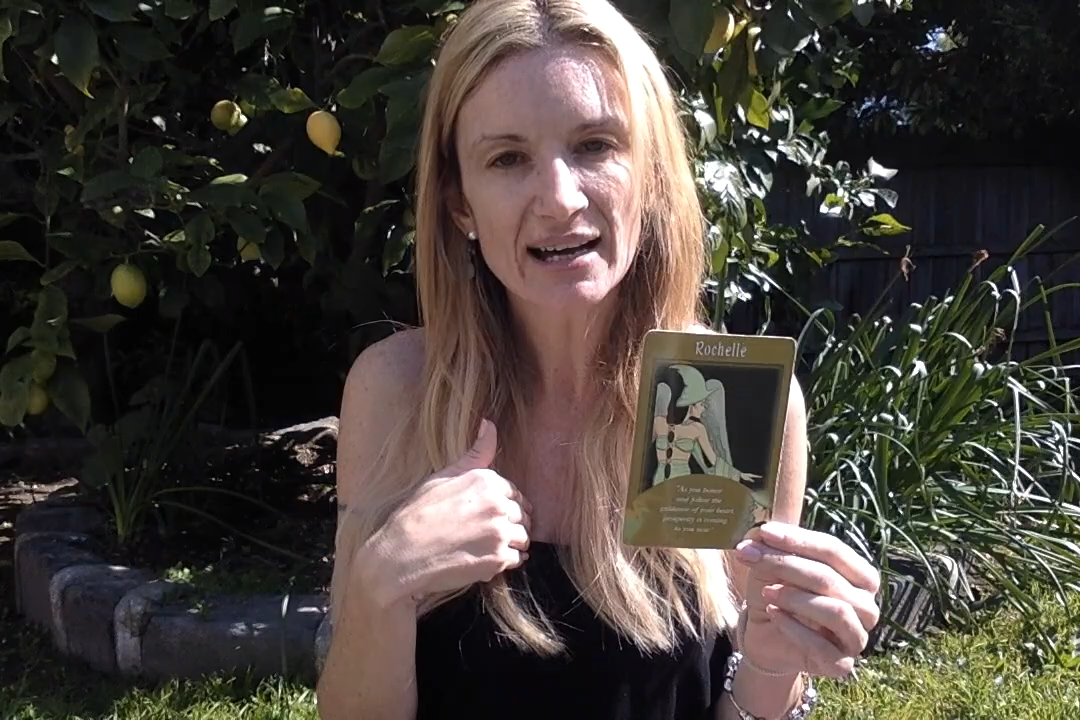 Rochelle
"As you honor
and follow the
guidance of your heart
prosperity is coming
to you now"